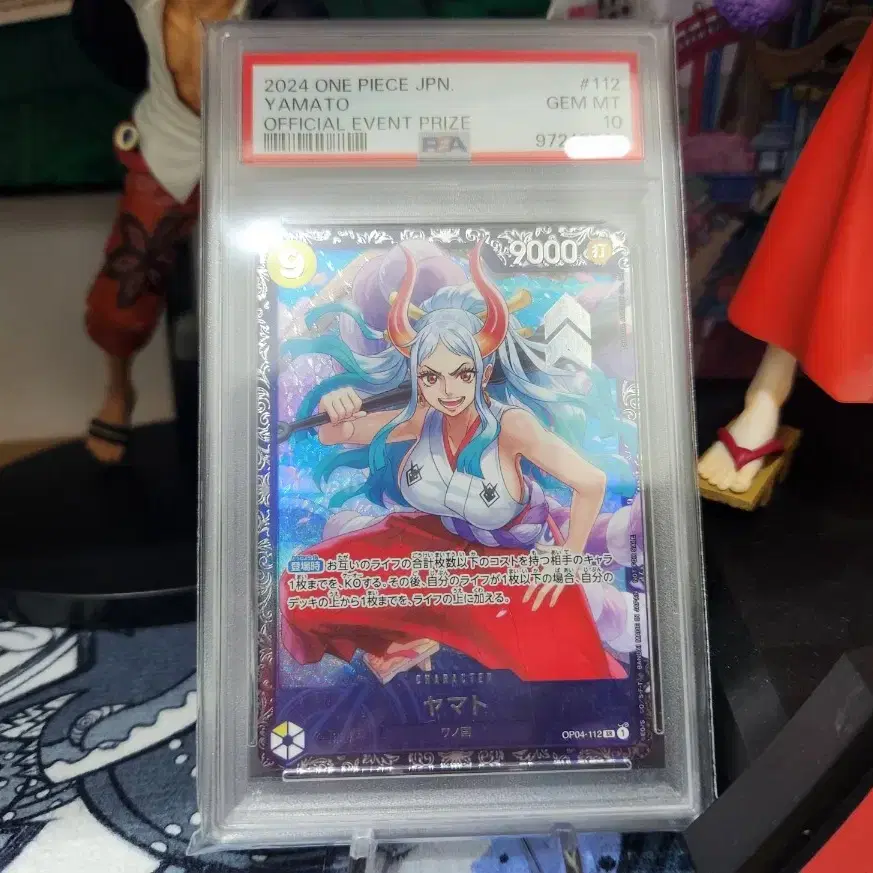 2024 ONE PIECE JPN.
#112
YAMATO
GEM MT
OFFICIAL EVENT PRIZE
10
PSA
972
9
9000
打
登場時 お互いのライフの合計枚数以下のコストを持つ相手のキャラ
1枚までを、KOする。その後、自分のライフが1枚以下の場合、自分の
デッキの上から1枚までを、ライフの上に加える。
CHARACTER
ヤマト
ワノ国
OP04-112 SR 1